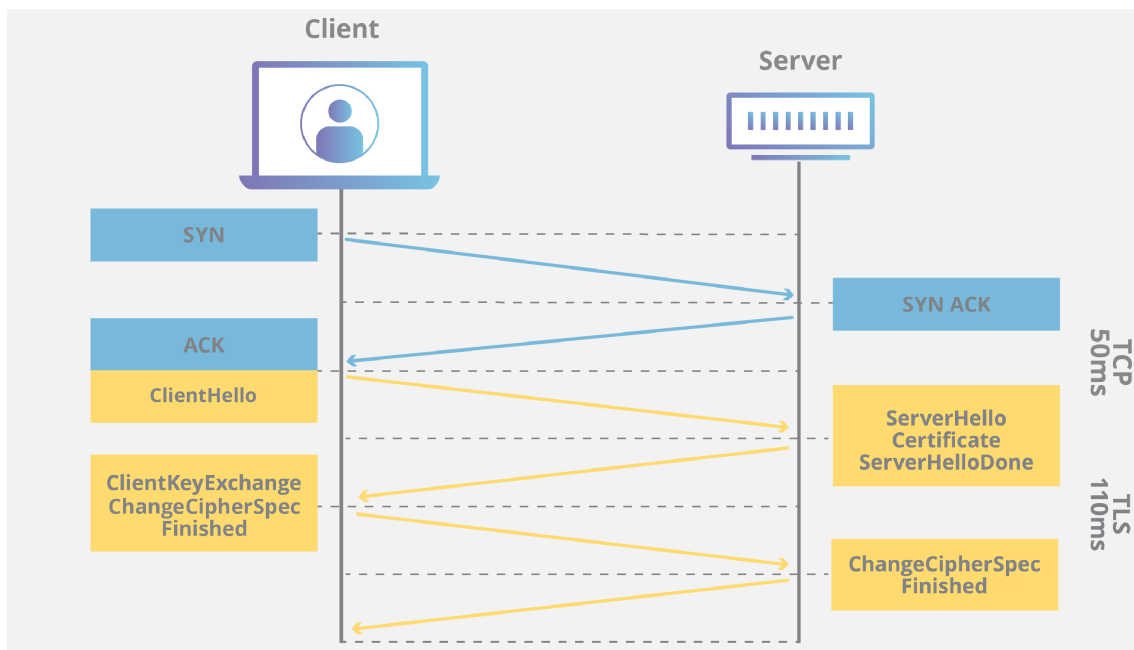 Client
Server
SYN
SYN ACK
ACK
ClientHello
TCP
50ms
ServerHello
Certificate
ServerHelloDone
ClientKeyExchange
ChangeCipherSpec
Finished
TLS
110ms
ChangeCipherSpec
Finished